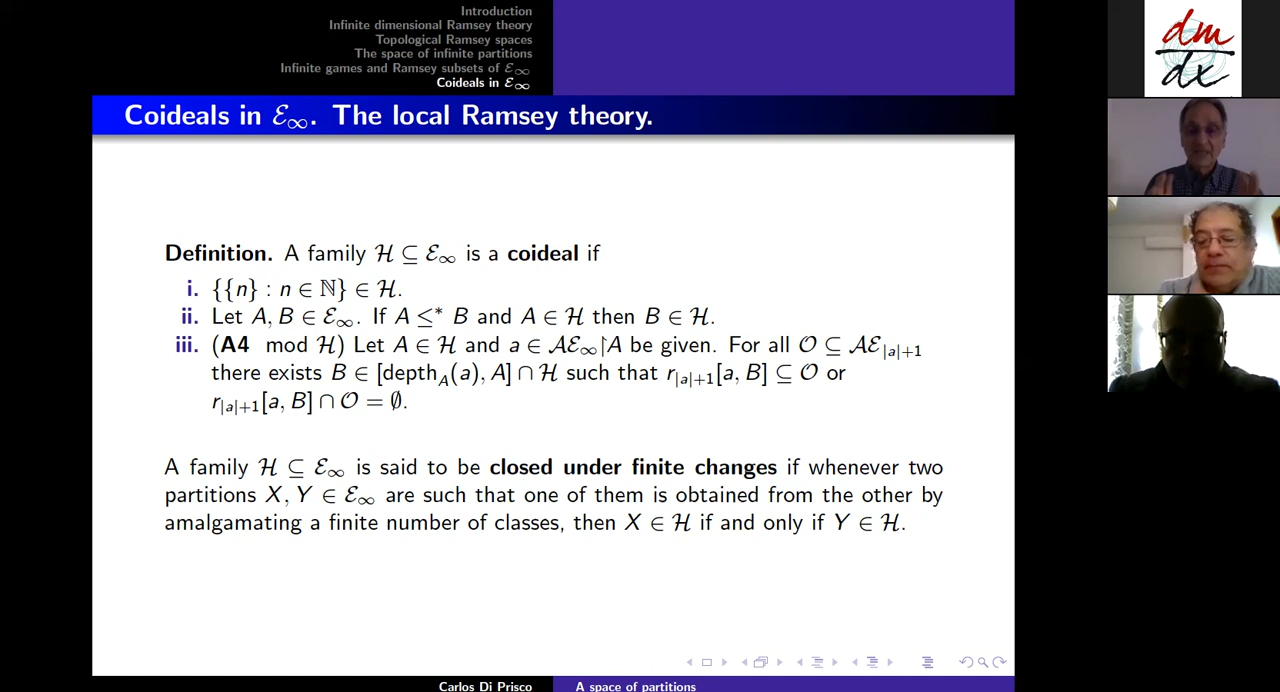 Introduction
Infinite dimensional Ramsey theory
Topological Ramsey spaces
The space of infinite partitions
Infinite games and Ramsey subsets of ℰ∞
Coideals in ℰ∞
dm
dx
Coideals in ℰ∞. The local Ramsey theory.
Definition. A family ℋ ⊆ ℰ∞ is a coideal if
i. {{n} : n ∈ ℕ} ∈ ℋ.
ii. Let A, B ∈ ℰ∞. If A ≤* B and A ∈ ℋ then B ∈ ℋ.
iii. (A4 mod ℋ) Let A ∈ ℋ and a ∈ 𝒜ℰ∞↾A be given. For all 𝒪 ⊆ 𝒜ℰ|a|+1
there exists B ∈ [depth_A(a), A] ∩ ℋ such that r|a|+1[a, B] ⊆ 𝒪 or
r|a|+1[a, B] ∩ 𝒪 = ∅.
A family ℋ ⊆ ℰ∞ is said to be closed under finite changes if whenever two
partitions X, Y ∈ ℰ∞ are such that one of them is obtained from the other by
amalgamating a finite number of classes, then X ∈ ℋ if and only if Y ∈ ℋ.
Carlos Di Prisco A space of partitions